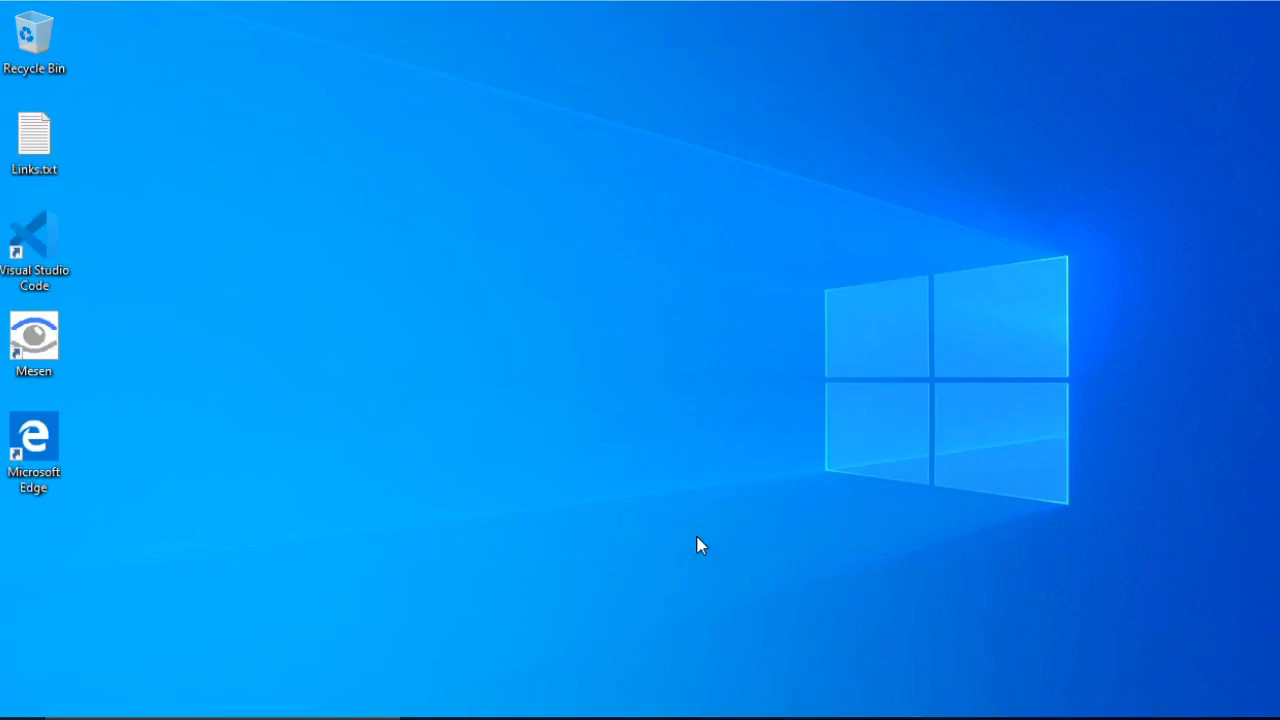 Recycle Bin
Links.txt
Visual Studio
Code
Mesen
Microsoft
Edge